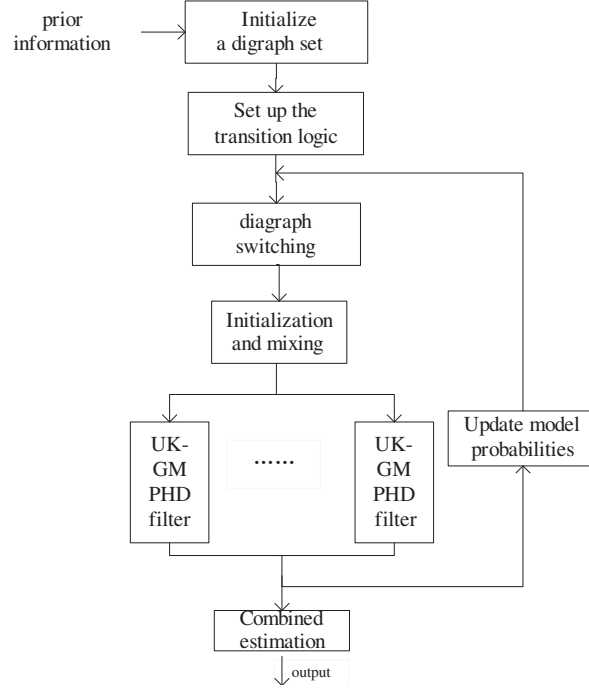 prior
information
Initialize
a digraph set
Set up the
transition logic
diagraph
switching
Initialization
and mixing
UK-
GM
PHD
filter
......
UK-
GM
PHD
filter
Update model
probabilities
Combined
estimation
output